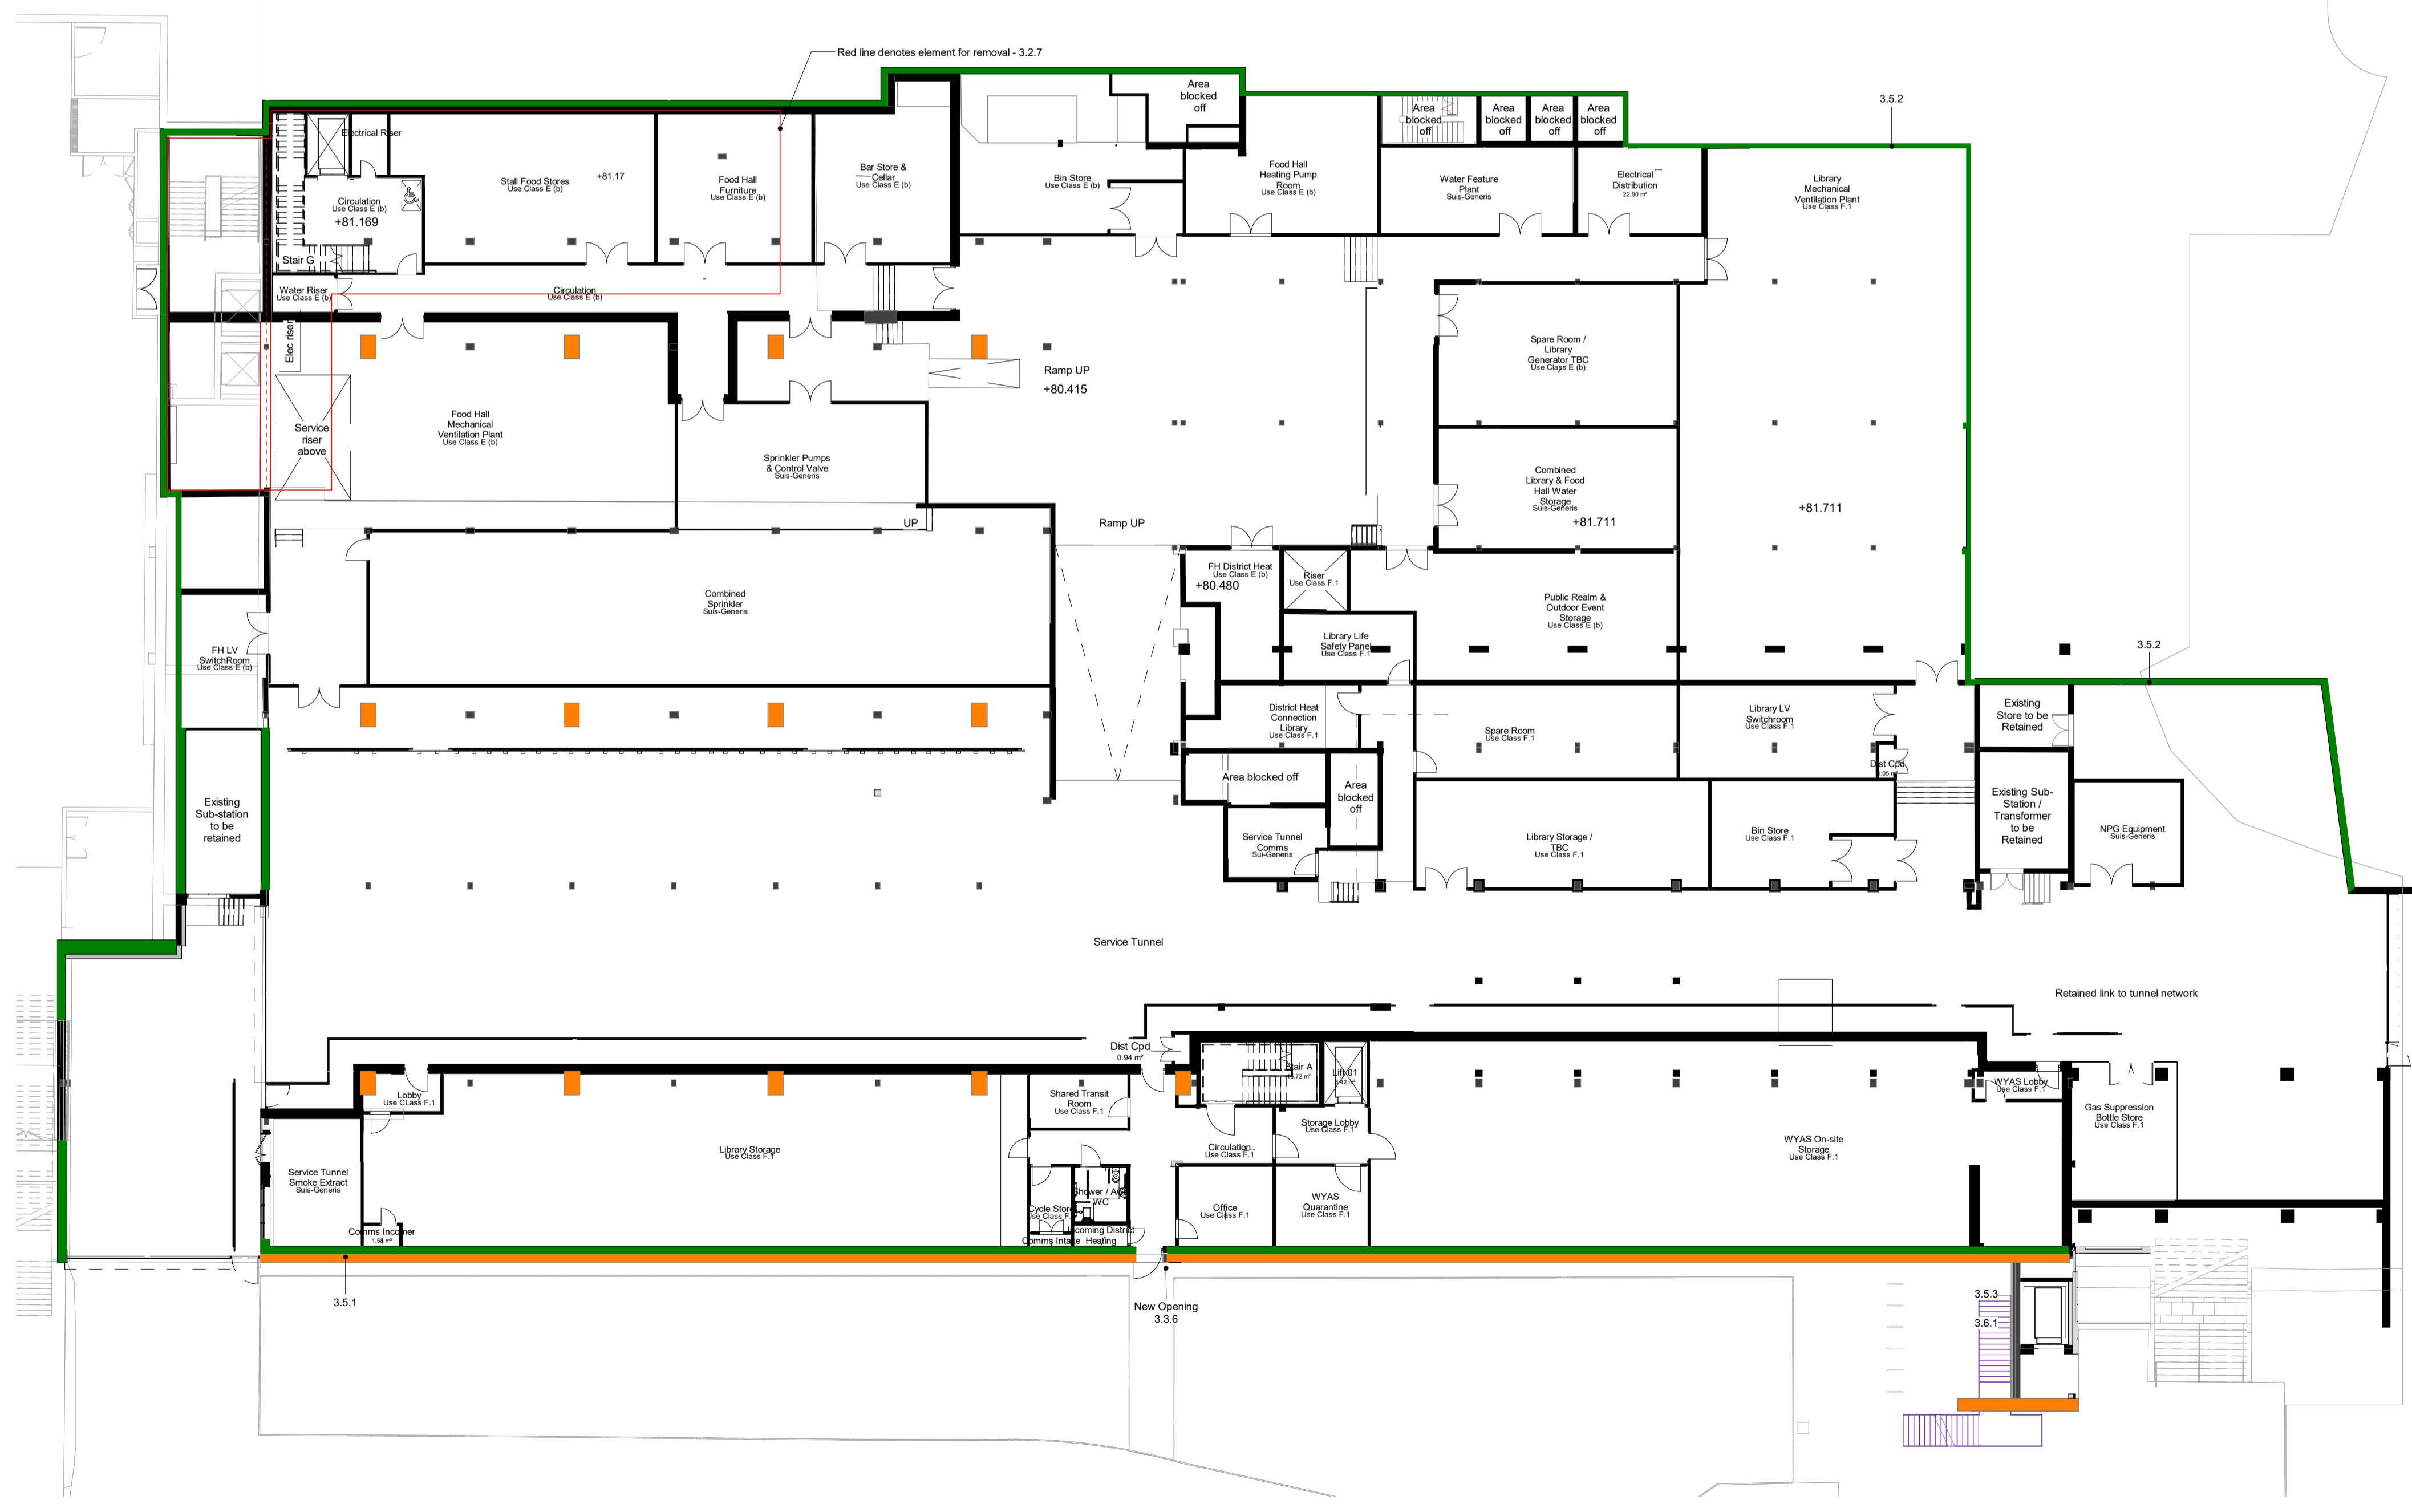 Red line denotes element for removal - 3.2.7
Area
blocked
off
3.5.2
Area
blocked
off
Area
blocked
off
Area
blocked
off
Area
blocked
off
Electrical Riser
Stall Food Stores
Use Class E (b)
+81.17
Food Hall
Furniture
Use Class E (b)
Bar Store &
Cellar
Use Class E (b)
Bin Store
Use Class E (b)
Food Hall
Heating Pump
Room
Use Class E (b)
Water Feature
Plant
Suis-Generis
Electrical
Distribution
22.90 m²
Library
Mechanical
Ventilation Plant
Use Class F.1
Circulation
Use Class E (b)
+81.169
Stair G
Water Riser
Use Class E (b)
Circulation
Use Class E (b)
Elec riser
Ramp UP
+80.415
Spare Room /
Library
Generator TBC
Use Class E (b)
Service
riser
above
Food Hall
Mechanical
Ventilation Plant
Use Class E (b)
Sprinkler Pumps
& Control Valve
Suis-Generis
Combined
Library & Food
Hall Water
Storage
Suis-Generis
+81.711
+81.711
UP
Ramp UP
FH District Heat
Use Class E (b)
+80.480
Riser
Use Class F.1
Combined
Sprinkler
Suis-Generis
Public Realm &
Outdoor Event
Storage
Use Class E (b)
Library Life
Safety Panel
Use Class F.1
FH LV
SwitchRoom
Use Class E (b)
3.5.2
District Heat
Connection
Library
Use Class F.1
Spare Room
Use Class F.1
Library LV
Switchroom
Use Class F.1
Existing
Store to be
Retained
Dist Cpd
Area blocked off
Area
blocked
off
Existing
Sub-station
to be
retained
Existing Sub-
Station /
Transformer
to be
Retained
Service Tunnel
Comms
Sui-Generis
Library Storage /
TBC
Use Class F.1
Bin Store
Use Class F.1
NPG Equipment
Suis-Generis
Service Tunnel
Retained link to tunnel network
Dist Cpd
0.94 m²
Stair A
Lift 01
Lobby
Use CLass F.1
Shared Transit
Room
Use Class F.1
WYAS Lobby
Use Class F.1
Gas Suppression
Bottle Store
Use Class F.1
Library Storage
Use Class F.1
Circulation
Use Class F.1
Storage Lobby
Use Class F.1
WYAS On-site
Storage
Use Class F.1
Service Tunnel
Smoke Extract
Suis-Generis
Cycle Store
Use Class F
Shower /
WC
Office
Use Class F.1
WYAS
Quarantine
Use Class F.1
Comms Incomer
1.58 m²
Comms Intake
Incoming District
Heating
3.5.1
New Opening
3.3.6
3.5.3
3.6.1